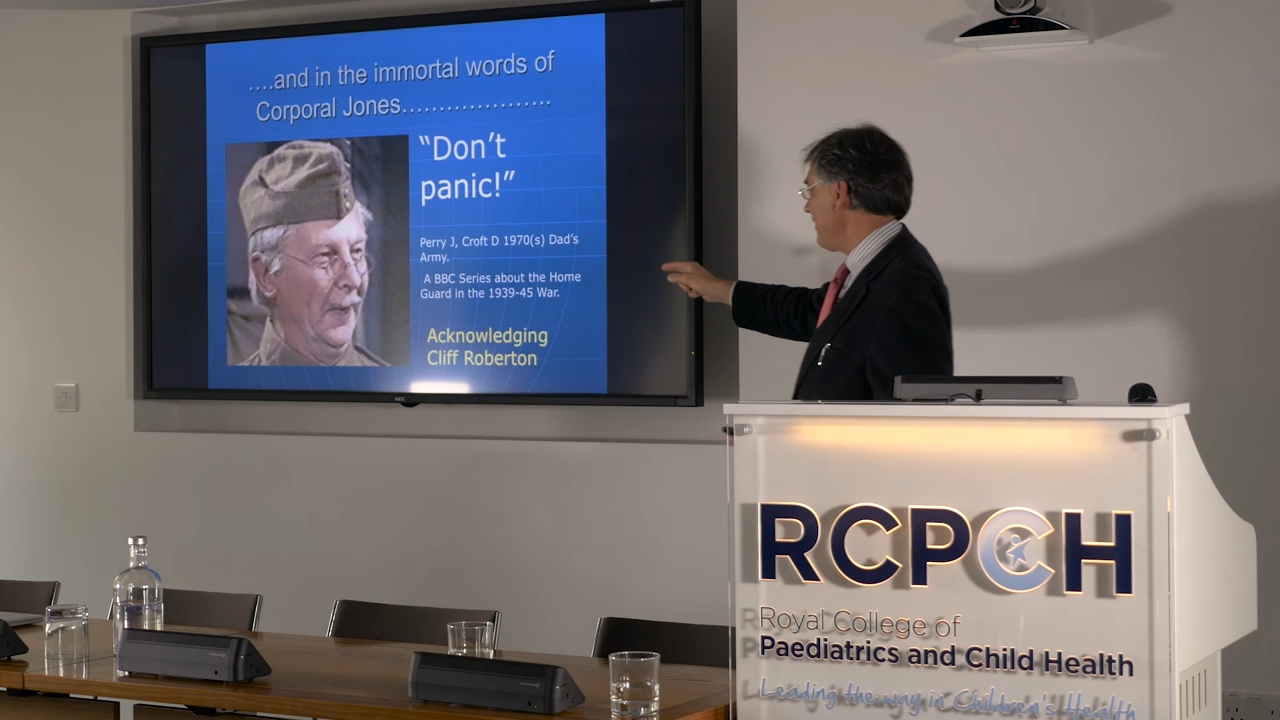 ….and in the immortal words of
Corporal Jones………………..
“Don’t
panic!”
Perry J, Croft D 1970(s) Dad’s
Army.
A BBC Series about the Home
Guard in the 1939-45 War.
Acknowledging
Cliff Roberton
NEC
RCPCH
Royal College of
Paediatrics and Child Health
Leading the way in Children's Health